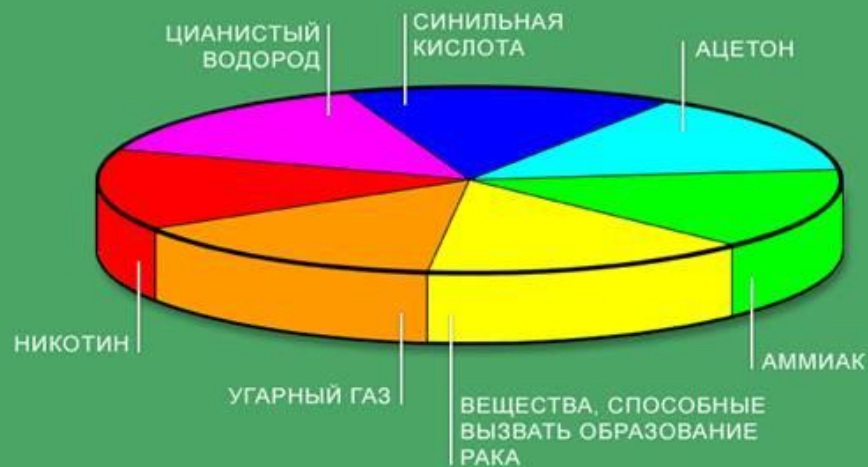 ЦИАНИСТЫЙ
ВОДОРОД
СИНИЛЬНАЯ
КИСЛОТА
АЦЕТОН
НИКОТИН
УГАРНЫЙ ГАЗ
ВЕЩЕСТВА, СПОСОБНЫЕ
ВЫЗВАТЬ ОБРАЗОВАНИЕ
РАКА
АММИАК